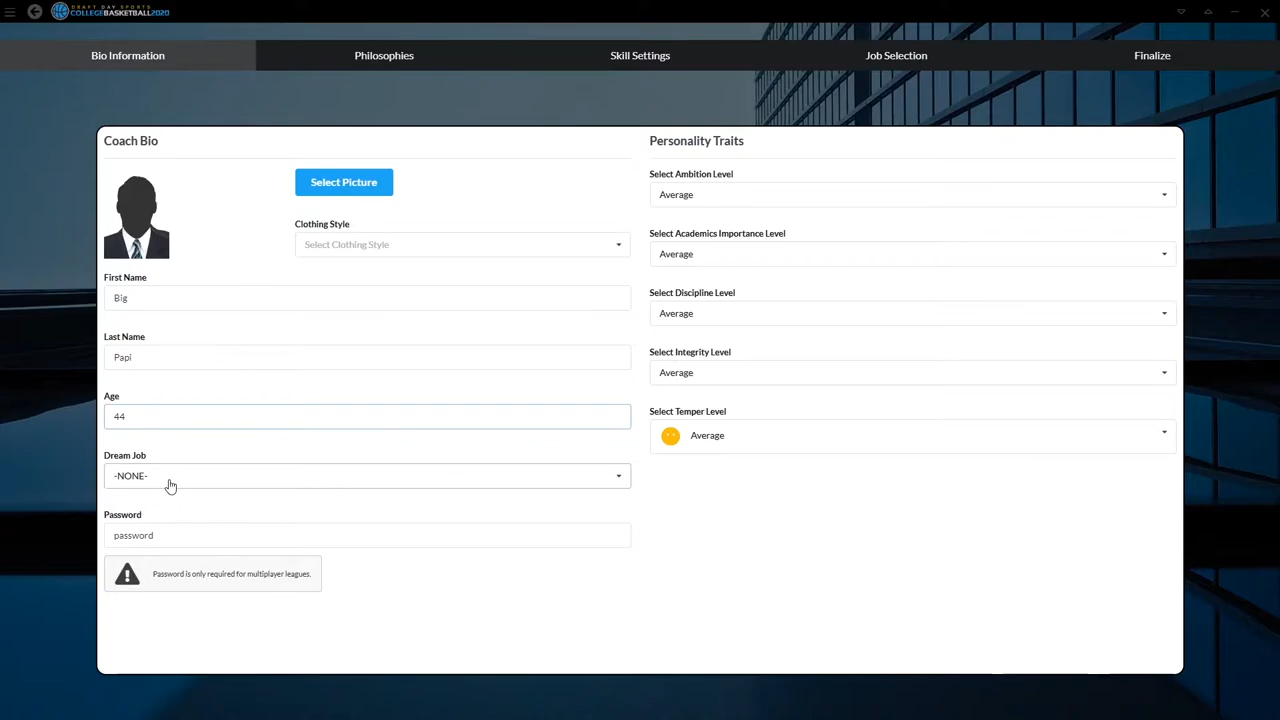 DRAFT DAY SPORTS
COLLEGEBASKETBALL2020
Bio Information
Philosophies
Skill Settings
Job Selection
Finalize
Coach Bio
Select Picture
Clothing Style
Select Clothing Style
First Name
Big
Last Name
Papi
Age
44
Dream Job
-NONE-
Password
password
Password is only required for multiplayer leagues.
Personality Traits
Select Ambition Level
Average
Select Academics Importance Level
Average
Select Discipline Level
Average
Select Integrity Level
Average
Select Temper Level
Average